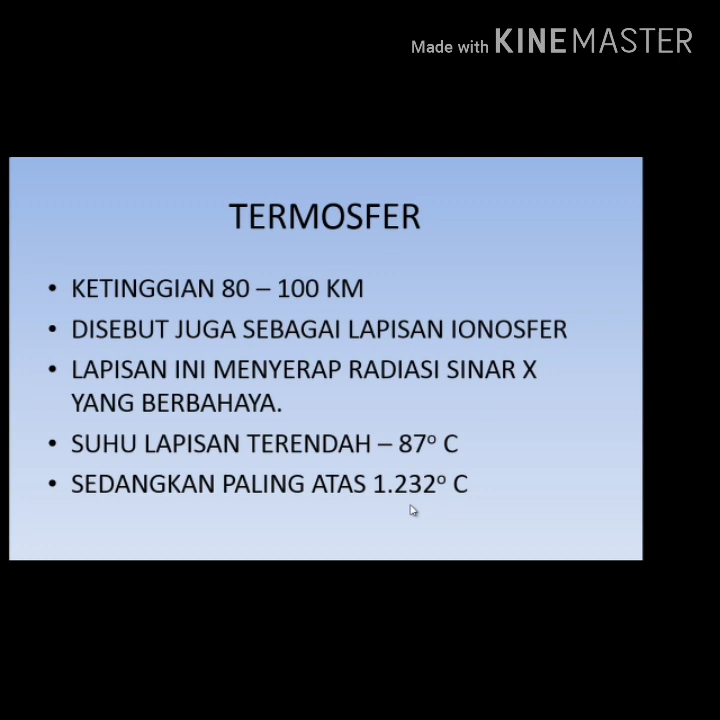 Made with KINEMASTER
TERMOSFER
• KETINGGIAN 80 – 100 KM
• DISEBUT JUGA SEBAGAI LAPISAN IONOSFER
• LAPISAN INI MENYERAP RADIASI SINAR X
YANG BERBAHAYA.
• SUHU LAPISAN TERENDAH – 87° C
• SEDANGKAN PALING ATAS 1.232° C